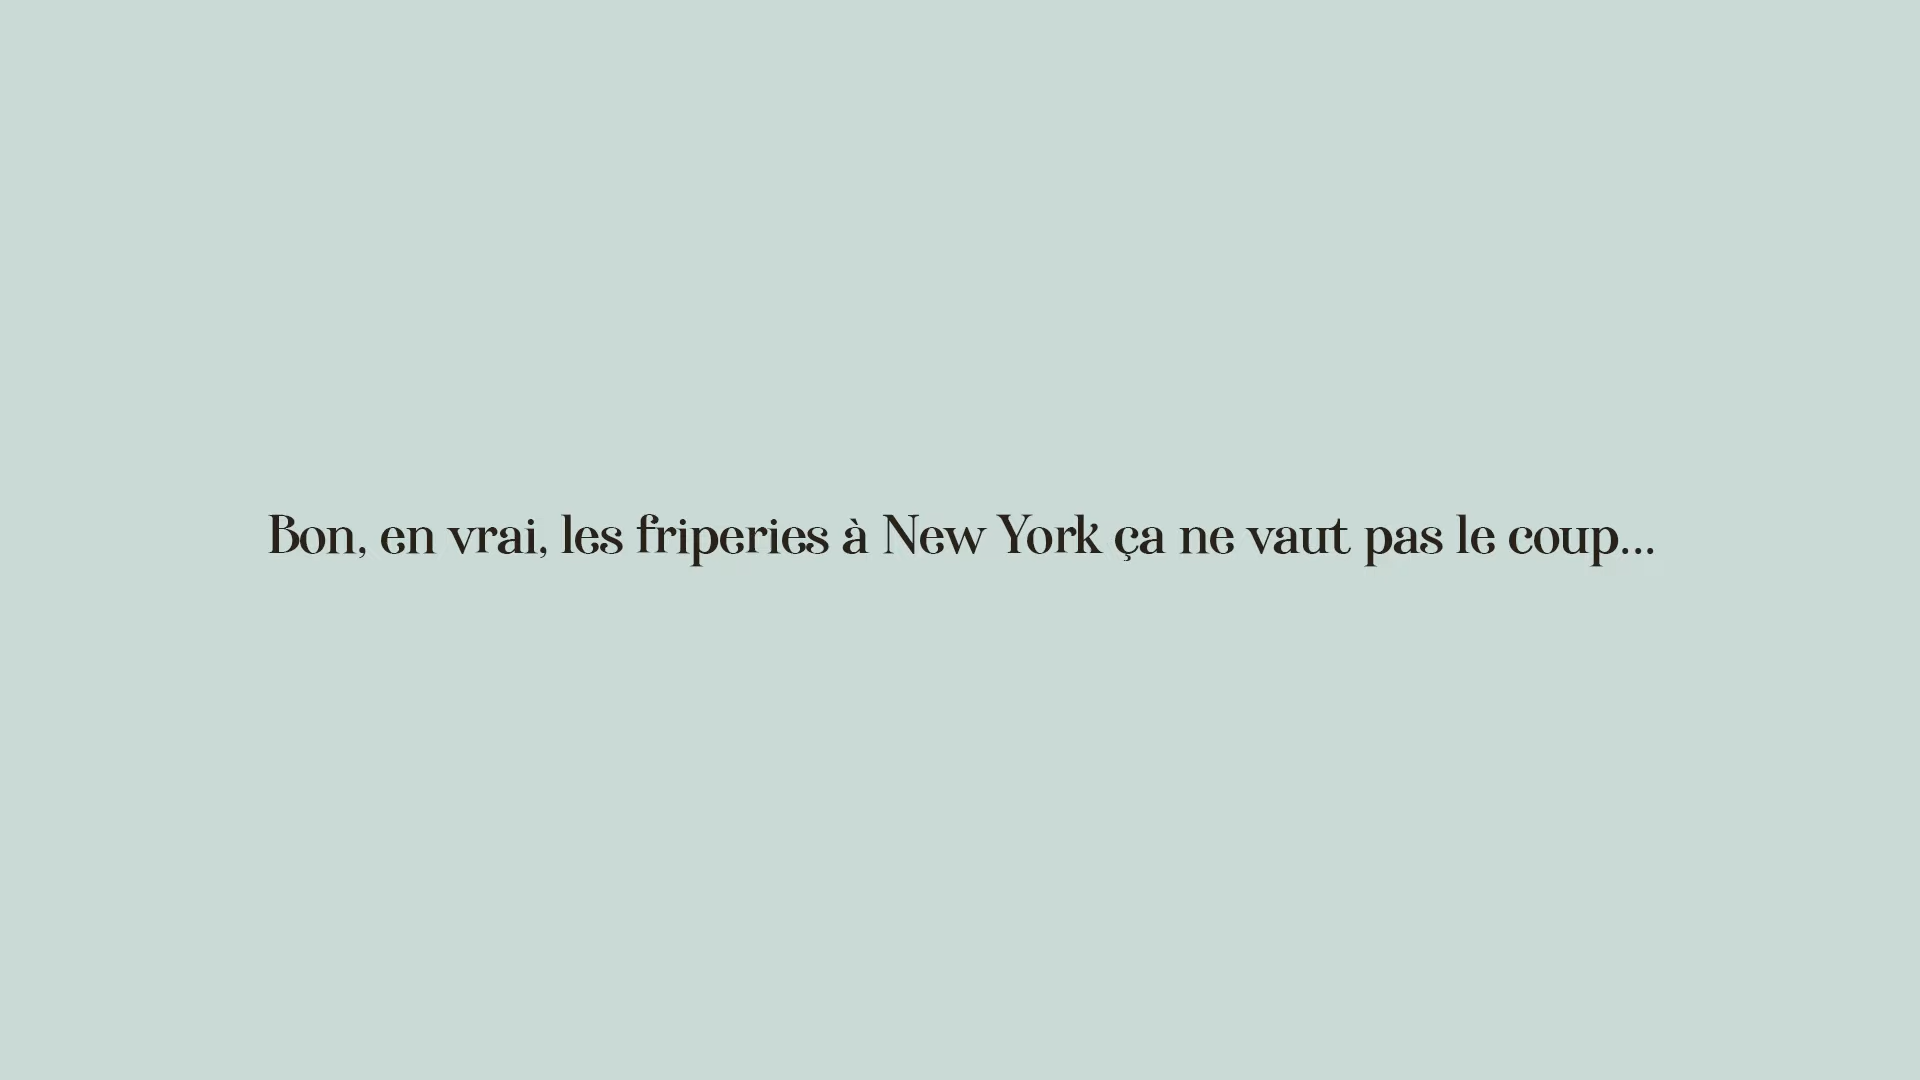 Bon, en vrai, les friperies à New York ça ne vaut pas le coup...